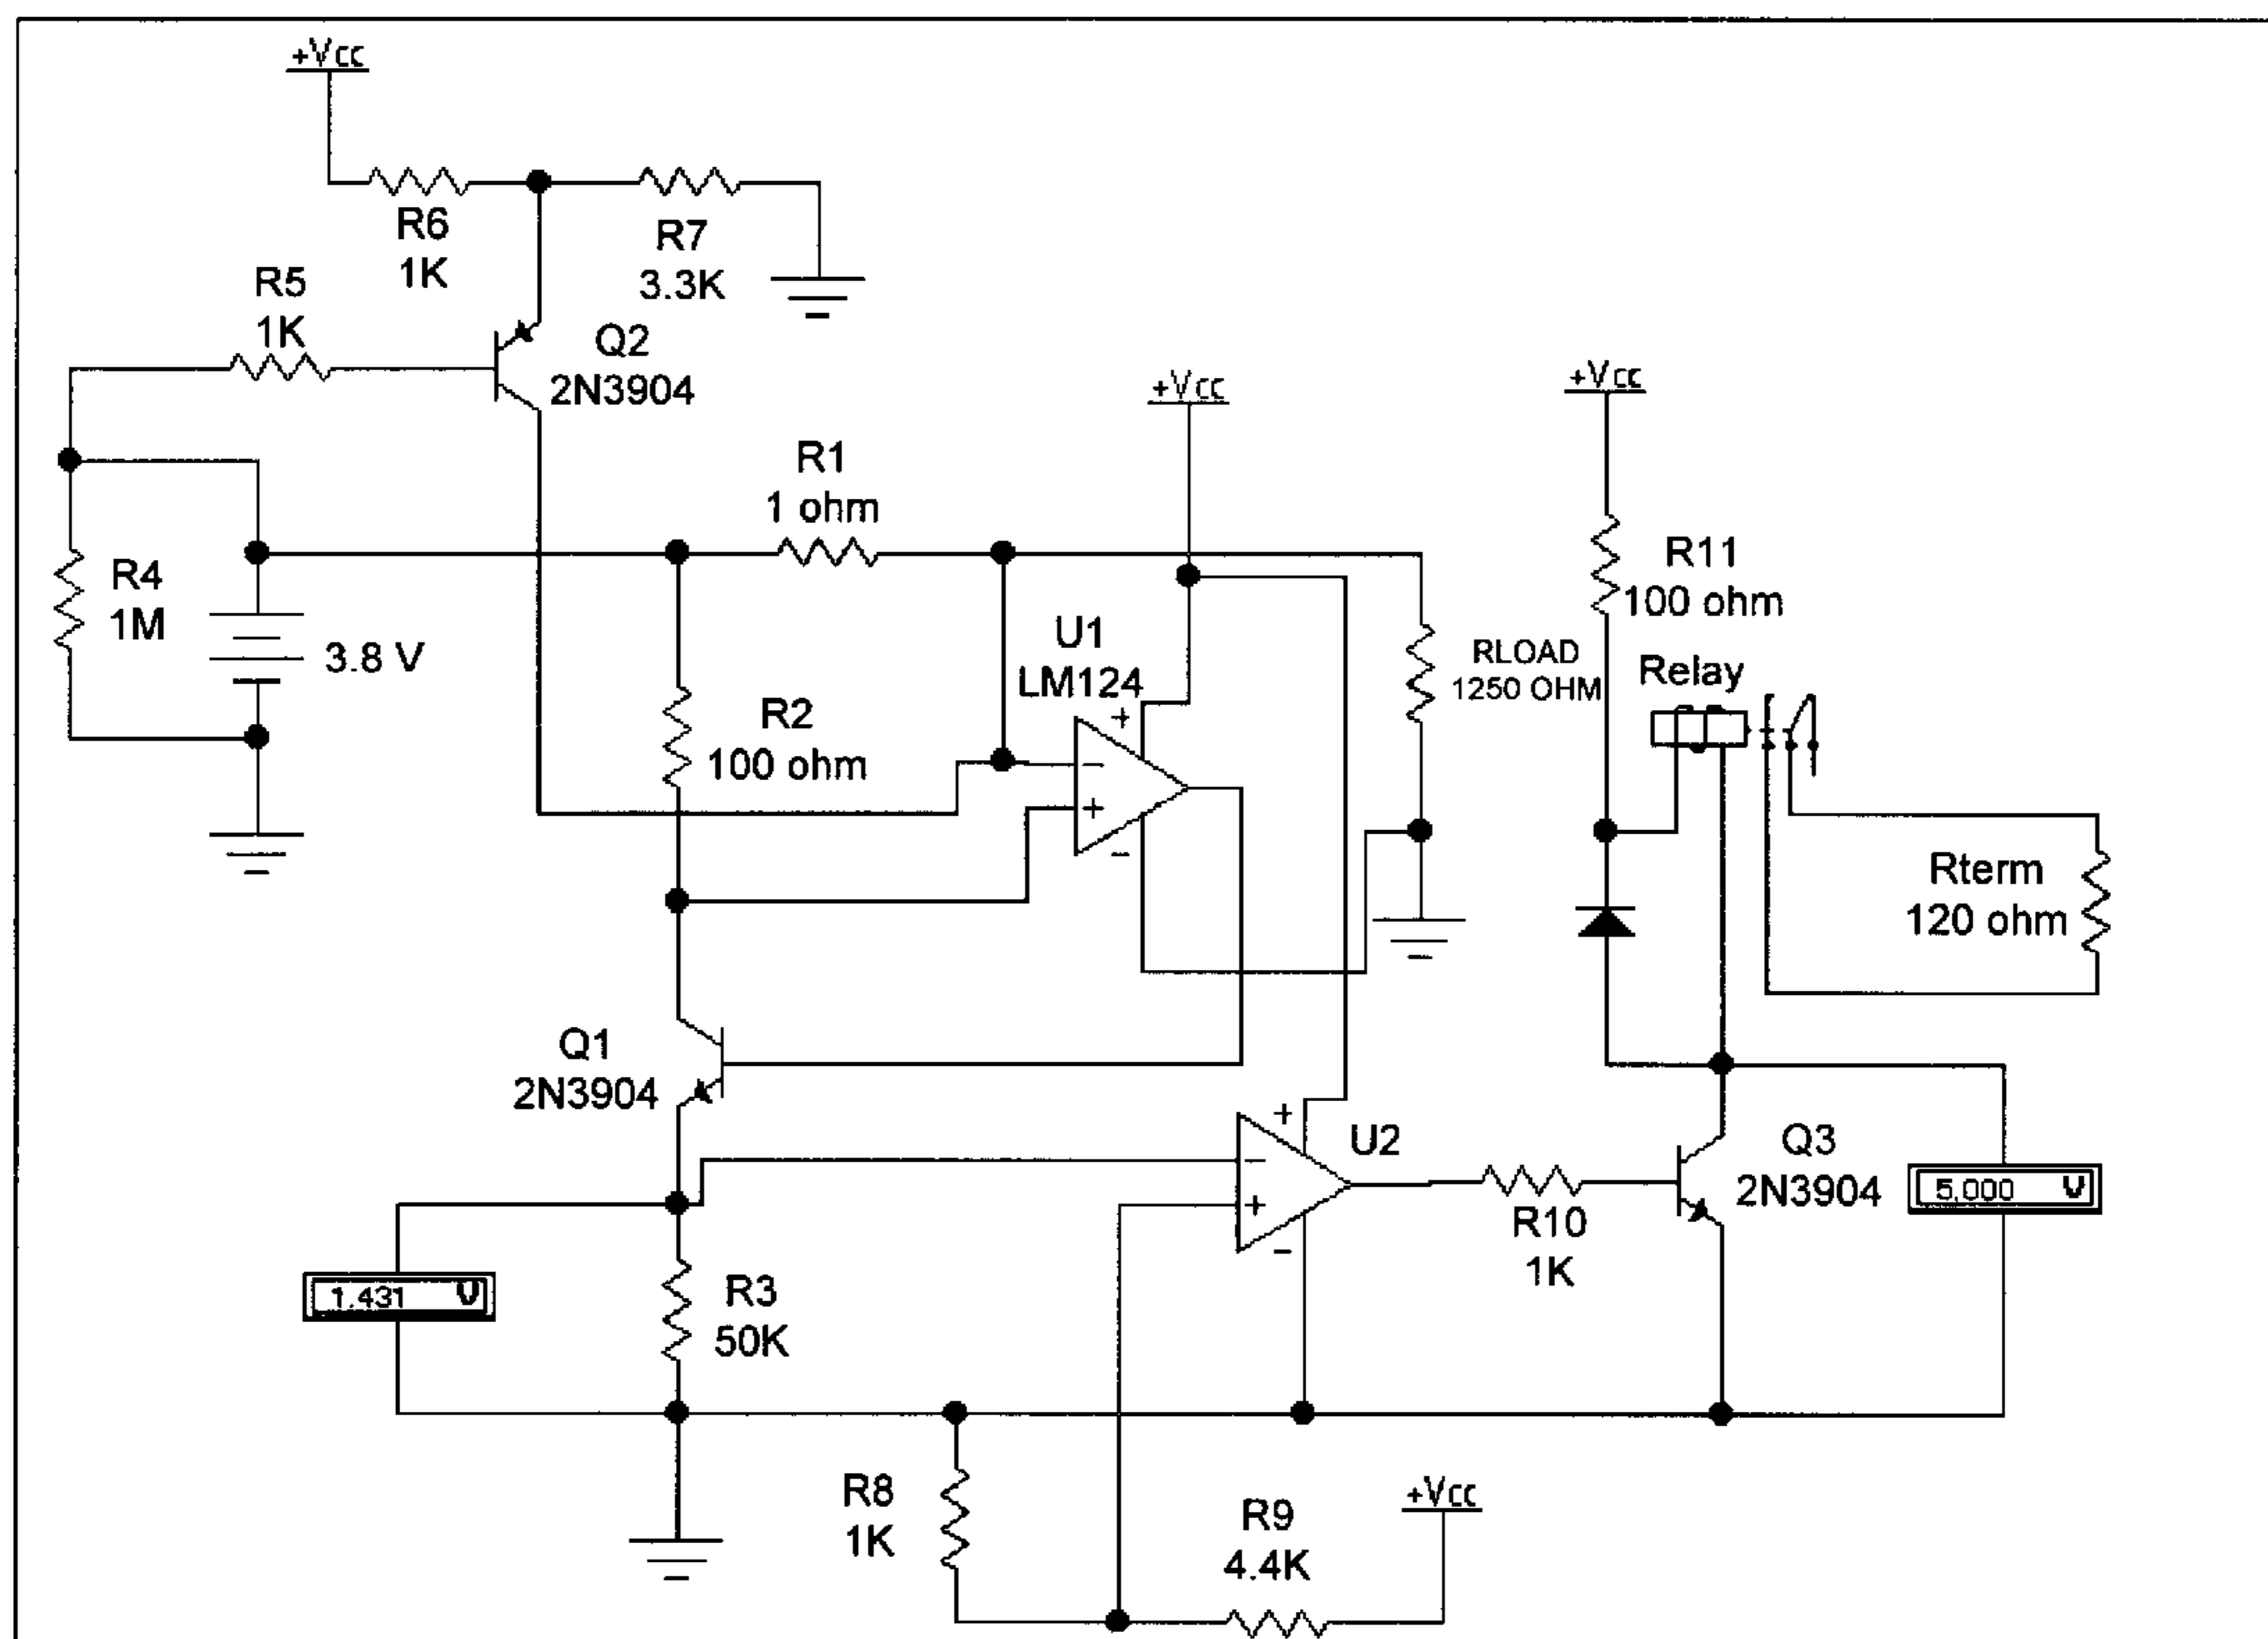 +Vcc
R6
1K
R7
3.3K
R5
1K
Q2
2N3904
+Vcc
+Vcc
R1
1 ohm
R4
1M
3.8 V
R11
100 ohm
U1
LM124
+
RLOAD
1250 OHM
Relay
R2
100 ohm
−
+
−
Rterm
120 ohm
Q1
2N3904
+
U2
Q3
2N3904
−
+
−
5.000 V
R10
1K
1.431 V
R3
50K
R8
1K
R9
4.4K
+Vcc